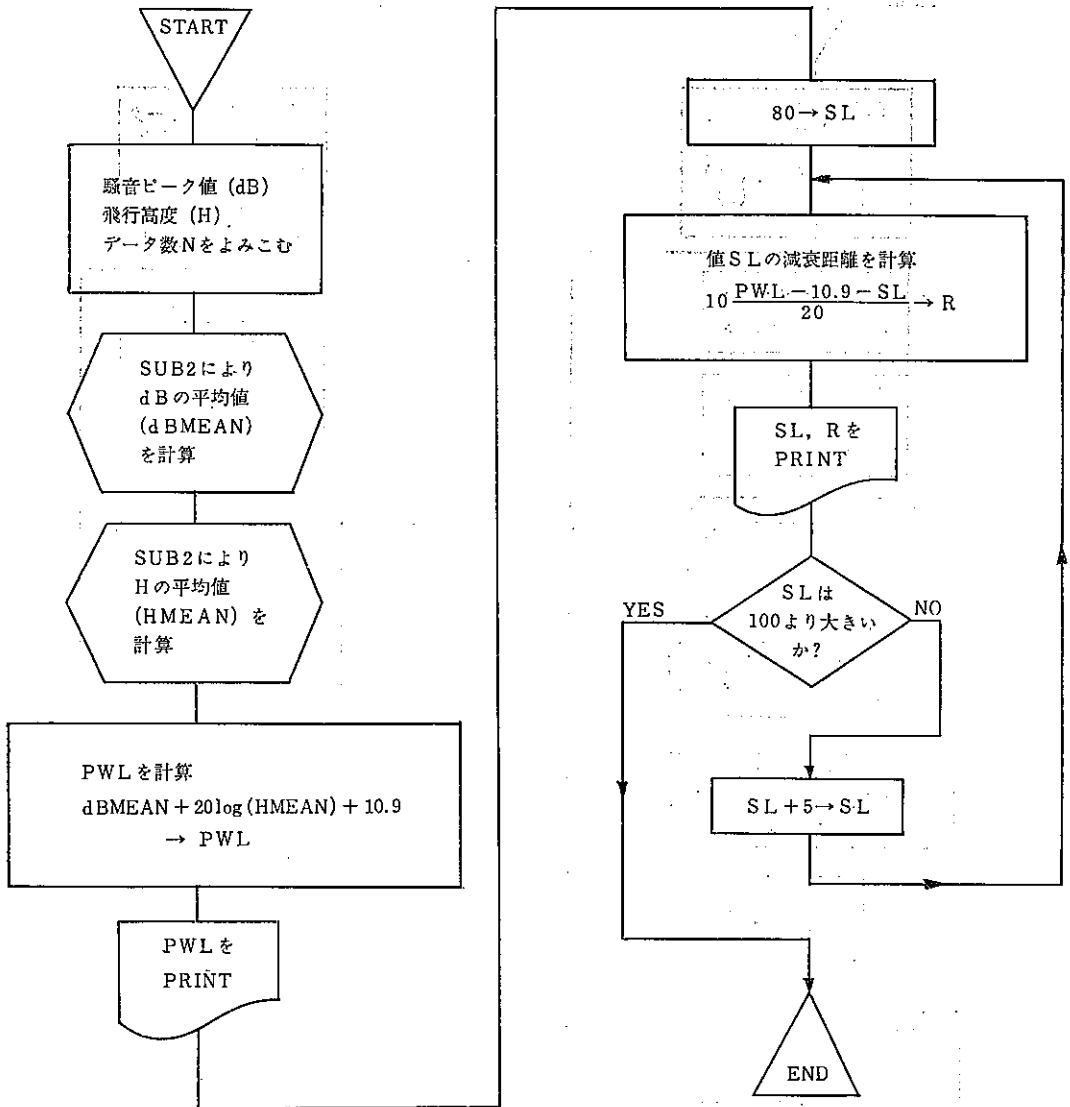 START
騒音ピーク値 (dB)
飛行高度 (H)
データ数Nをよみこむ
SUB2により
dBの平均値
(dBMEAN)
を計算
SUB2により
Hの平均値
(HMEAN) を
計算
PWLを計算
dBMEAN + 20log (HMEAN) + 10.9
→ PWL
PWLを
PRINT
80 → SL
値SLの減衰距離を計算
10 PWL - 10.9 - SL
20
→ R
SL, Rを
PRINT
SLは
100より大きい
か?
YES
NO
SL + 5 → SL
END